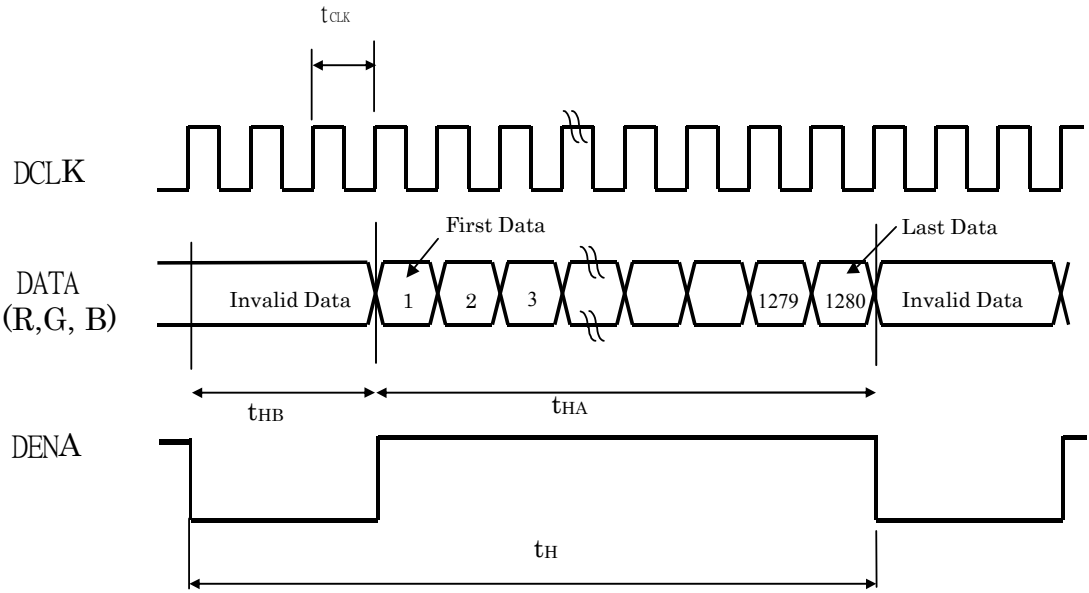 tCLK
DCLK
First Data
Last Data
DATA
(R,G, B)
Invalid Data
1
2
3
1279
1280
Invalid Data
tHB
tHA
DENA
tH